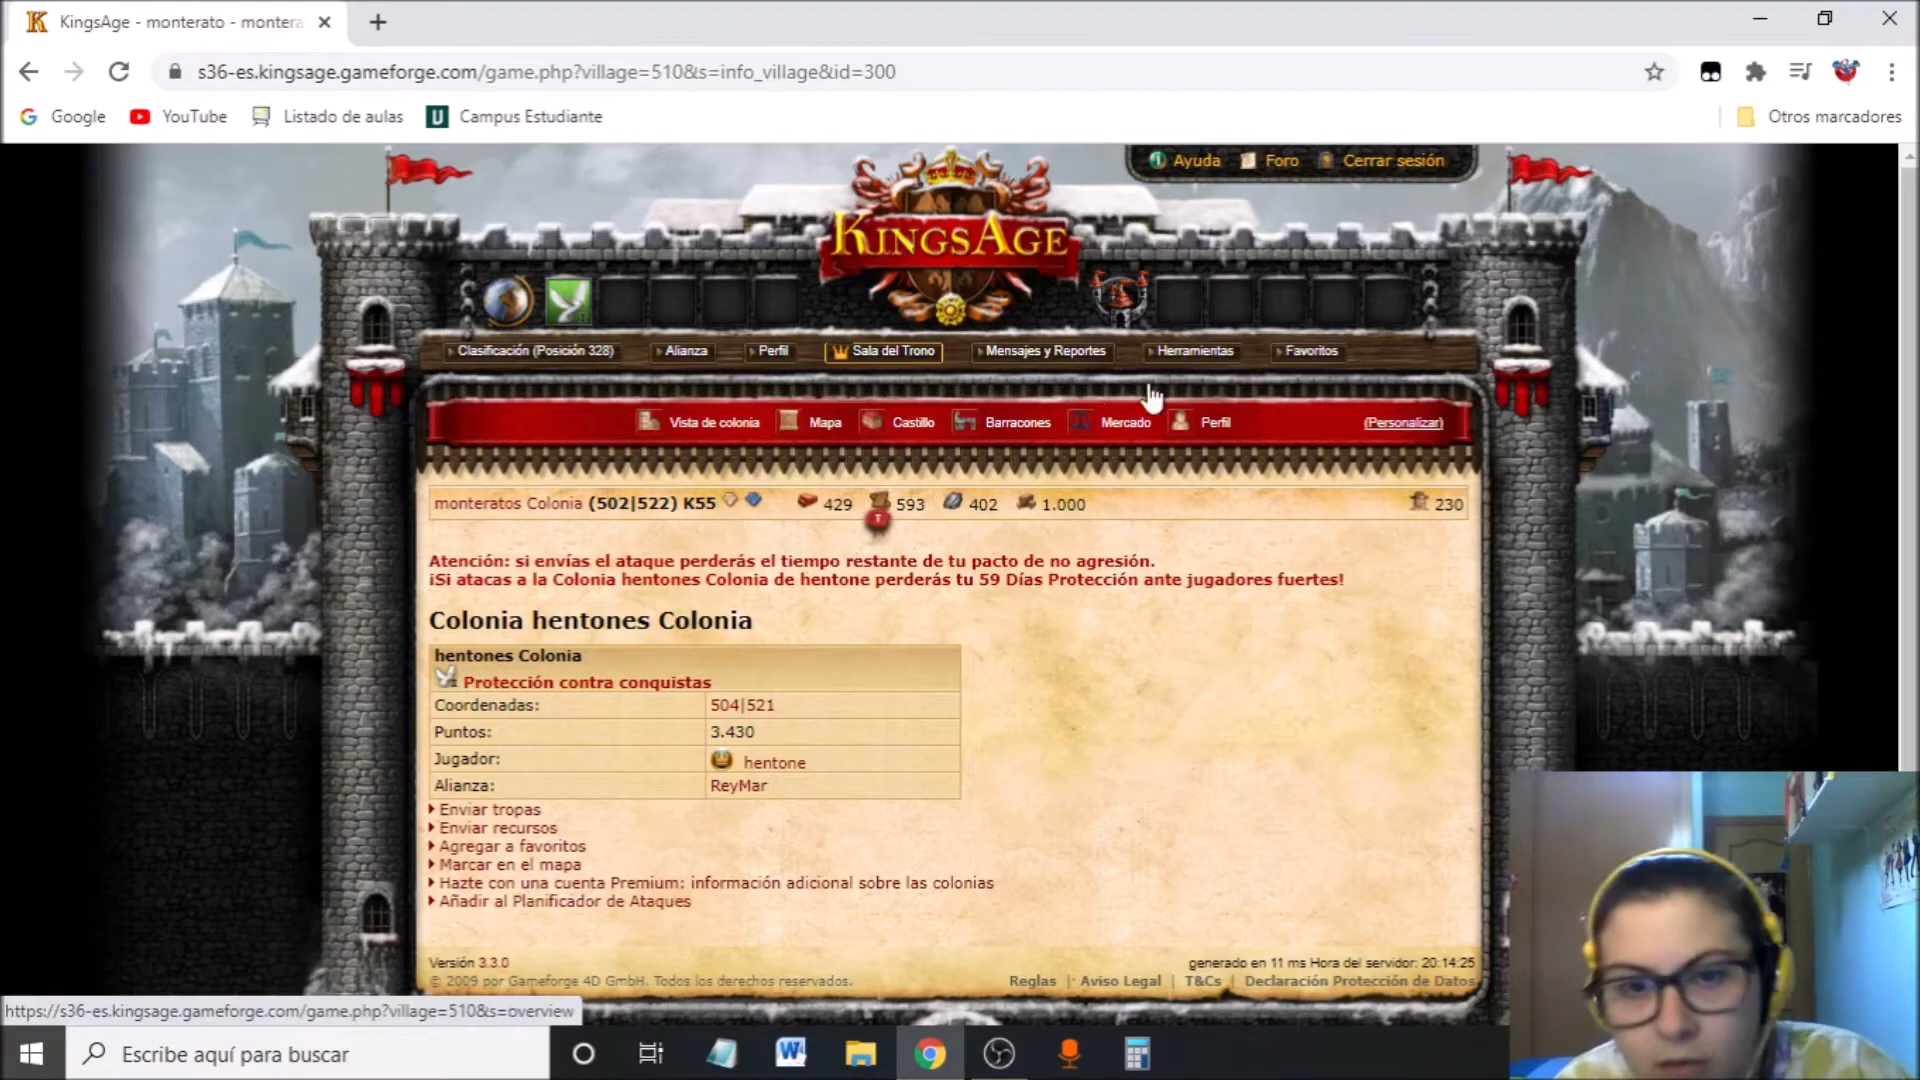 KingsAge - monterato - montera
s36-es.kingsage.gameforge.com/game.php?village=510&s=info_village&id=300
Google YouTube Listado de aulas Campus Estudiante Otros marcadores
Ayuda Foro Cerrar sesión
KINGSAGE
Clasificación (Posición 328) Alianza Perfil Sala del Trono Mensajes y Reportes Herramientas Favoritos
Vista de colonia Mapa Castillo Barracones Mercado Perfil (Personalizar)
monteratos Colonia (502|522) K55 429 593 402 1.000 230
Atención: si envías el ataque perderás el tiempo restante de tu pacto de no agresión.
¡Si atacas a la Colonia hentones Colonia de hentone perderás tu 59 Días Protección ante jugadores fuertes!
Colonia hentones Colonia
hentones Colonia
Protección contra conquistas
Coordenadas: 504|521
Puntos: 3.430
Jugador: hentone
Alianza: ReyMar
Enviar tropas
Enviar recursos
Agregar a favoritos
Marcar en el mapa
Hazte con una cuenta Premium: información adicional sobre las colonias
Añadir al Planificador de Ataques
Versión 3.3.0 generado en 11 ms Hora del servidor: 20:14:25
© 2009 por Gameforge 4D GmbH. Todos los derechos reservados. Reglas | Aviso Legal | T&Cs | Declaración Protección de Datos
https://s36-es.kingsage.gameforge.com/game.php?village=510&s=overview
Escribe aquí para buscar